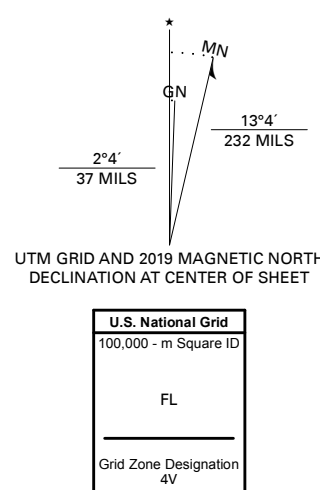 ★
MN
GN
13°4´
232 MILS
2°4´
37 MILS
UTM GRID AND 2019 MAGNETIC NORTH
DECLINATION AT CENTER OF SHEET
U.S. National Grid
100,000 - m Square ID
FL
Grid Zone Designation
4V